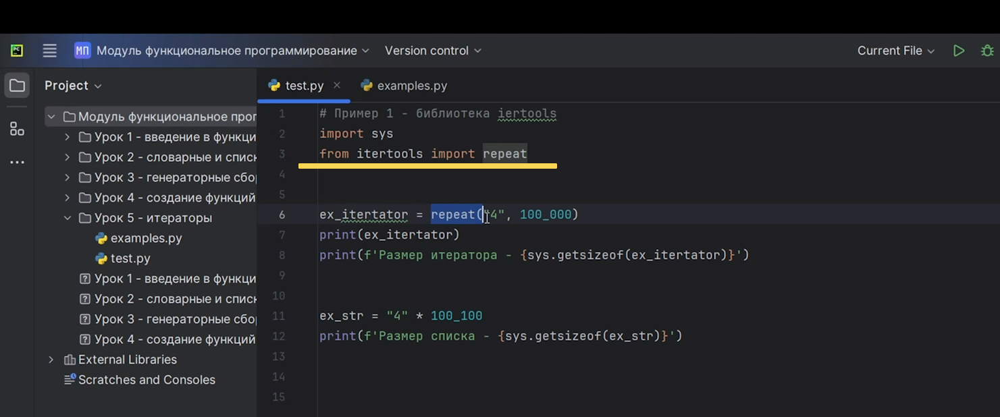 PC
МП Модуль функциональное программирование Version control Current File
Project
test.py × examples.py
Модуль функциональное прог
Урок 1 - введение в функци
Урок 2 - словарные и списк
Урок 3 - генераторные сбор
Урок 4 - создание функций
Урок 5 - итераторы
examples.py
test.py
Урок 1 - введение в функци
Урок 2 - словарные и списк
Урок 3 - генераторные сбор
Урок 4 - создание функций
External Libraries
Scratches and Consoles
1 # Пример 1 - библиотека iertools
2 import sys
3 from itertools import repeat
4
5
6 ex_itertator = repeat("4", 100_000)
7 print(ex_itertator)
8 print(f'Размер итератора - {sys.getsizeof(ex_itertator)}')
9
10
11 ex_str = "4" * 100_100
12 print(f'Размер списка - {sys.getsizeof(ex_str)}')
13
14
15